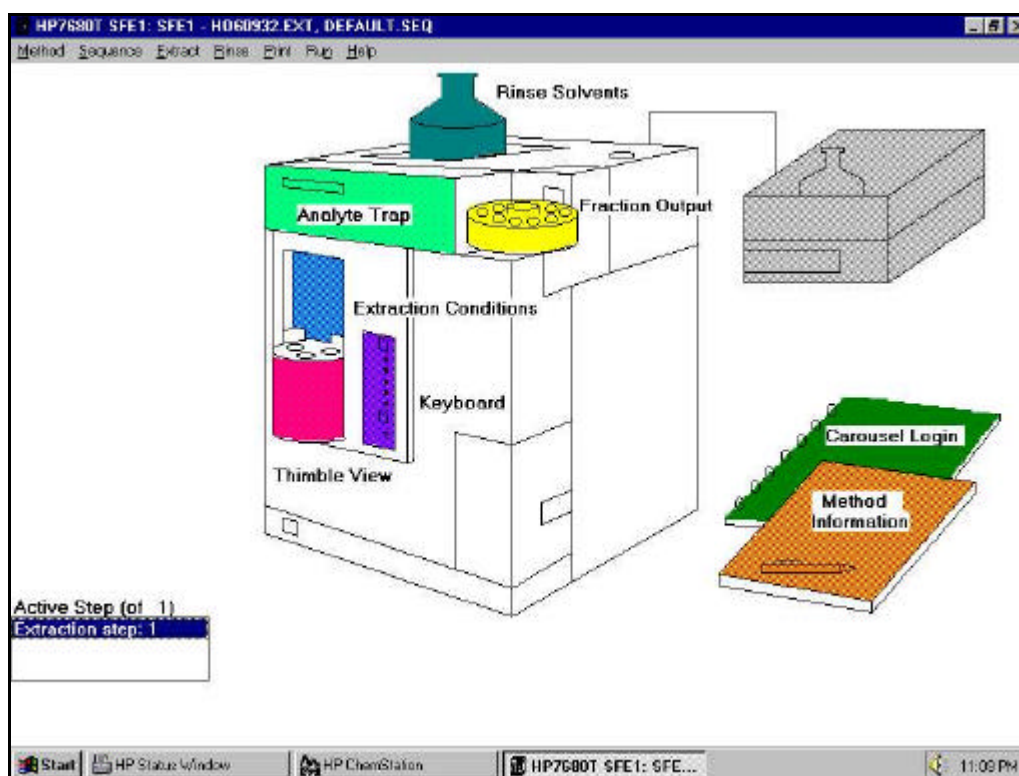 HP7680T SFE1: SFE1 - HO60932.EXT, DEFAULT.SEQ
Method Sequence Extract Rinse Print Run Help
Rinse Solvents
Analyte Trap
Fraction Output
Extraction Conditions
Keyboard
Thimble View
Carousel Login
Method
Information
Active Step (of 1)
Extraction step: 1
Start HP Status Window HP ChemStation HP7680T SFE1: SFE... 11:09 PM